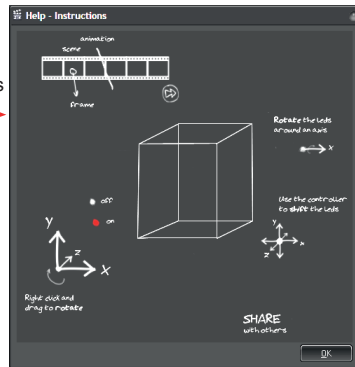 Help - Instructions
animation
scene
frame
s
Rotate the leds
around an axis
x
off
on
Use the controller
to shift the leds
y
x
z
y
z
x
Right click and
drag to rotate
SHARE
with others
OK